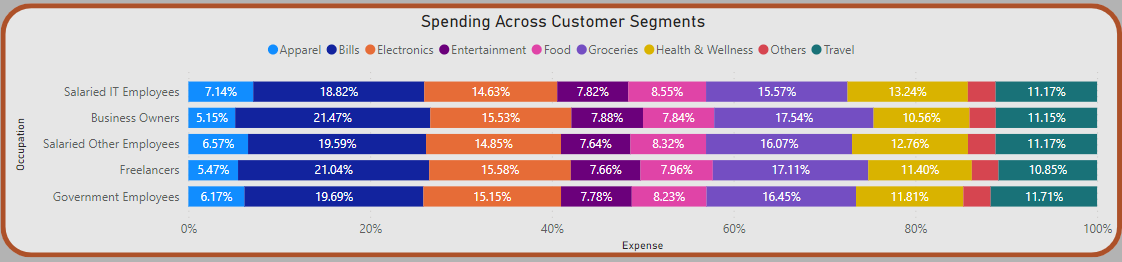 Spending Across Customer Segments
Apparel Bills Electronics Entertainment Food Groceries Health & Wellness Others Travel
Occupation
Salaried IT Employees 7.14% 18.82% 14.63% 7.82% 8.55% 15.57% 13.24% 11.17%
Business Owners 5.15% 21.47% 15.53% 7.88% 7.84% 17.54% 10.56% 11.15%
Salaried Other Employees 6.57% 19.59% 14.85% 7.64% 8.32% 16.07% 12.76% 11.17%
Freelancers 5.47% 21.04% 15.58% 7.66% 7.96% 17.11% 11.40% 10.85%
Government Employees 6.17% 19.69% 15.15% 7.78% 8.23% 16.45% 11.81% 11.71%
0% 20% 40% 60% 80% 100%
Expense